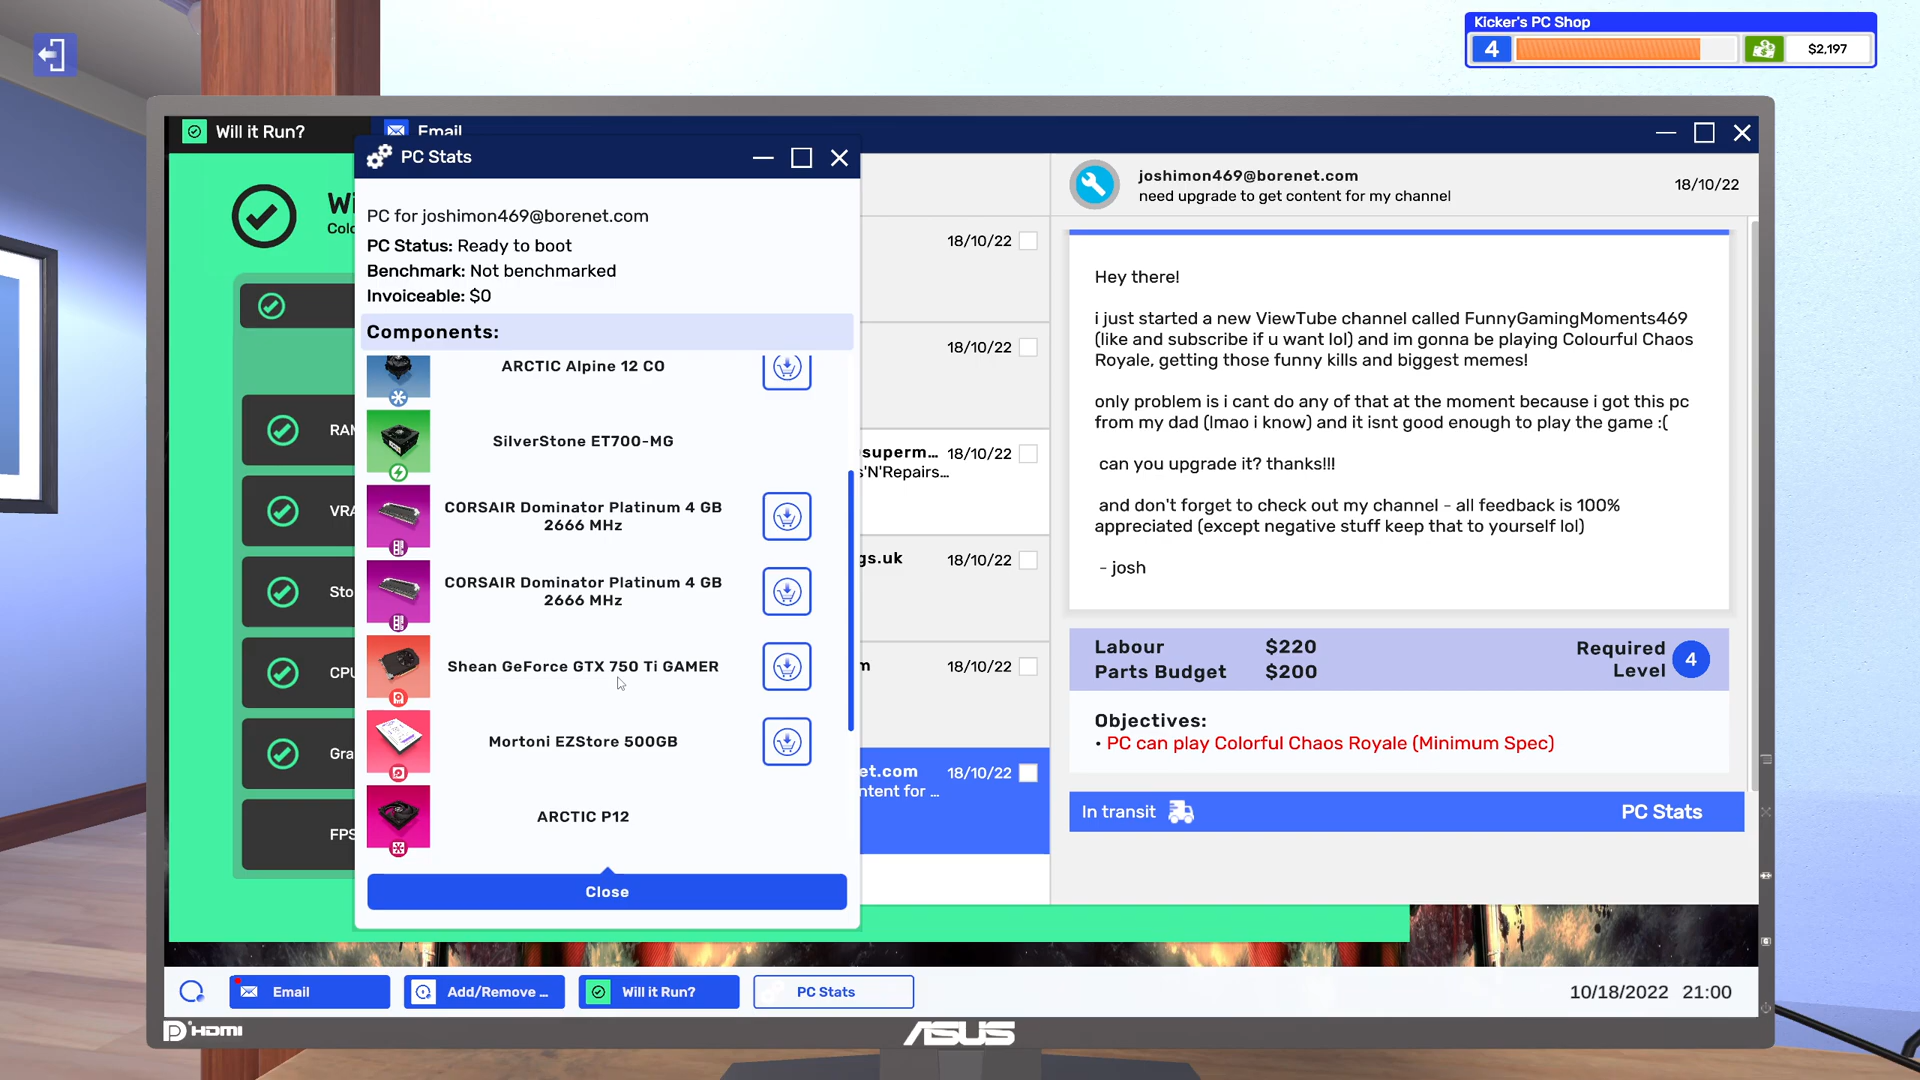 Kicker's PC Shop
4
$2,197
Will it Run?
Email
PC Stats
PC for joshimon469@borenet.com
PC Status: Ready to boot
Benchmark: Not benchmarked
Invoiceable: $0
Components:
ARCTIC Alpine 12 CO
SilverStone ET700-MG
CORSAIR Dominator Platinum 4 GB
2666 MHz
CORSAIR Dominator Platinum 4 GB
2666 MHz
Shean GeForce GTX 750 Ti GAMER
Mortoni EZStore 500GB
ARCTIC P12
Close
Wi
Colo
RAM
VRA
Sto
CPU
Gra
FPS
18/10/22
18/10/22
superm... 18/10/22
s'N'Repairs...
gs.uk 18/10/22
m 18/10/22
et.com 18/10/22
ntent for ...
joshimon469@borenet.com
need upgrade to get content for my channel
18/10/22
Hey there!
i just started a new ViewTube channel called FunnyGamingMoments469
(like and subscribe if u want lol) and im gonna be playing Colourful Chaos
Royale, getting those funny kills and biggest memes!
only problem is i cant do any of that at the moment because i got this pc
from my dad (lmao i know) and it isnt good enough to play the game :(
can you upgrade it? thanks!!!
and don't forget to check out my channel - all feedback is 100%
appreciated (except negative stuff keep that to yourself lol)
- josh
Labour $220
Parts Budget $200
Required
Level 4
Objectives:
• PC can play Colorful Chaos Royale (Minimum Spec)
In transit
PC Stats
Email
Add/Remove ...
Will it Run?
PC Stats
10/18/2022 21:00
HDMI
ASUS